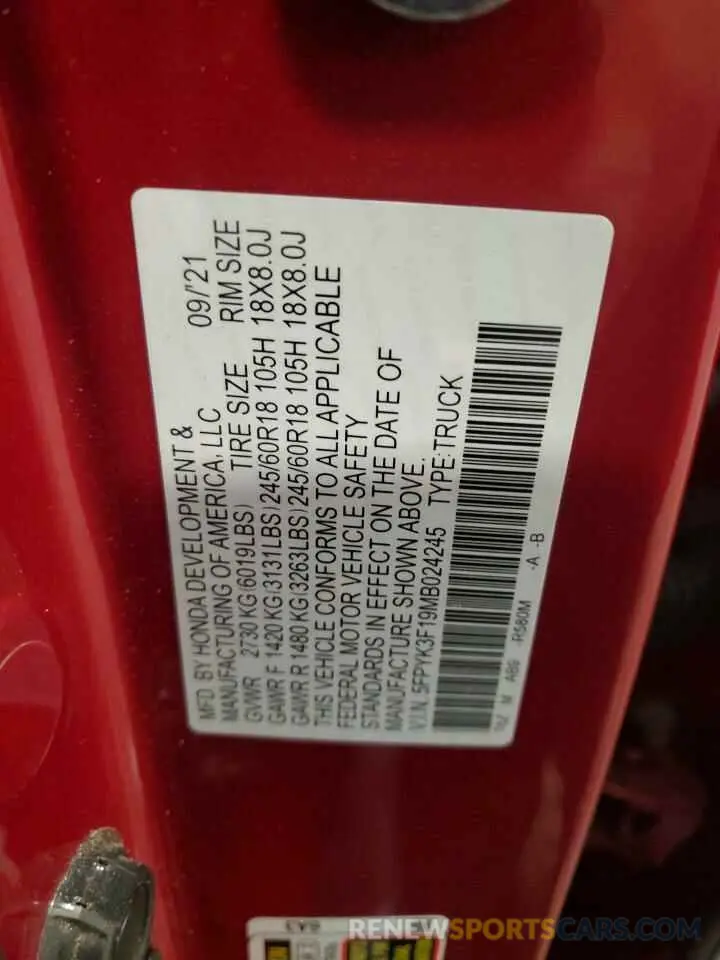 MFD. BY HONDA DEVELOPMENT & 09/'21
MANUFACTURING OF AMERICA, LLC
GVWR 2730 KG(6019LBS) TIRE SIZE RIM SIZE
GAWR F 1420 KG(3131LBS) 245/60R18 105H 18X8.0J
GAWR R 1480 KG(3263LBS) 245/60R18 105H 18X8.0J
THIS VEHICLE CONFORMS TO ALL APPLICABLE
FEDERAL MOTOR VEHICLE SAFETY
STANDARDS IN EFFECT ON THE DATE OF
MANUFACTURE SHOWN ABOVE.
V.I.N. 5FPYK3F19MB024245 TYPE:TRUCK
-R580M -A -B
RENEWSPORTSCARS.COM